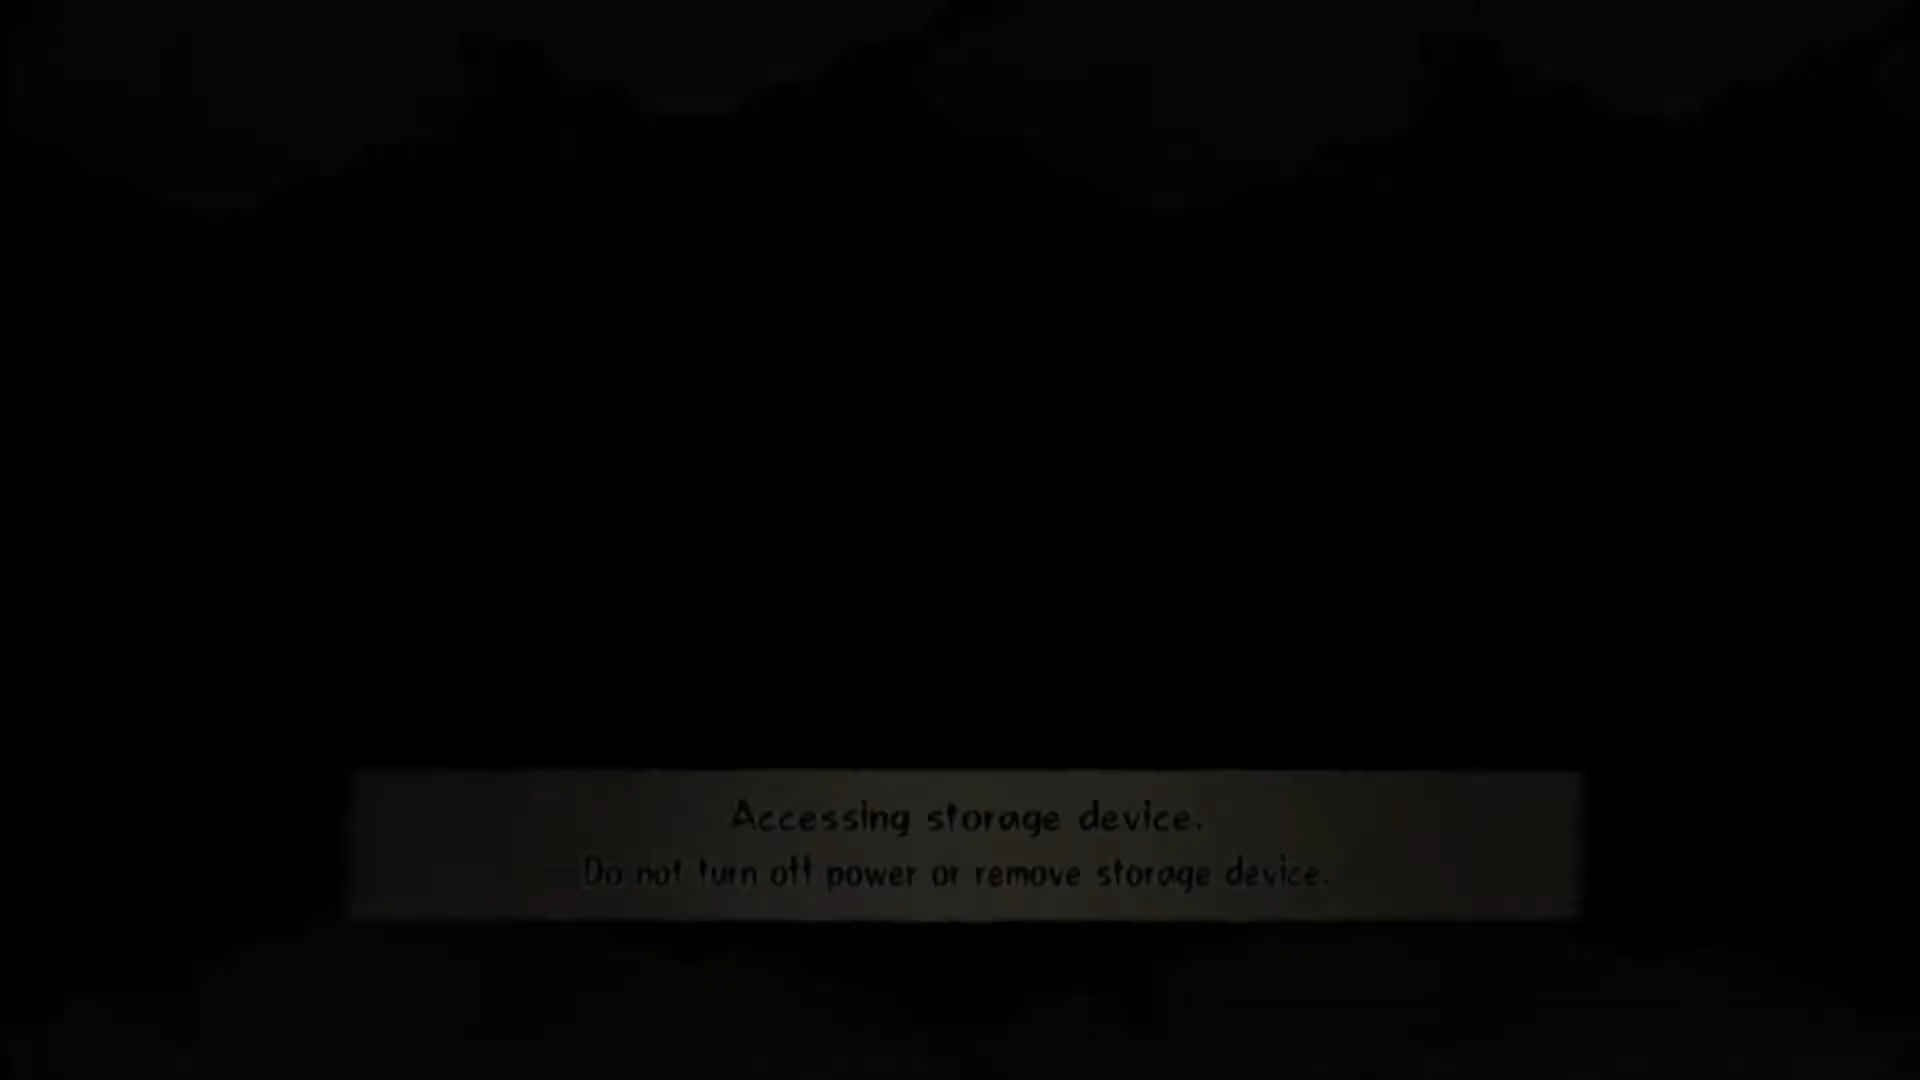 Accessing storage device.
Do not turn off power or remove storage device.